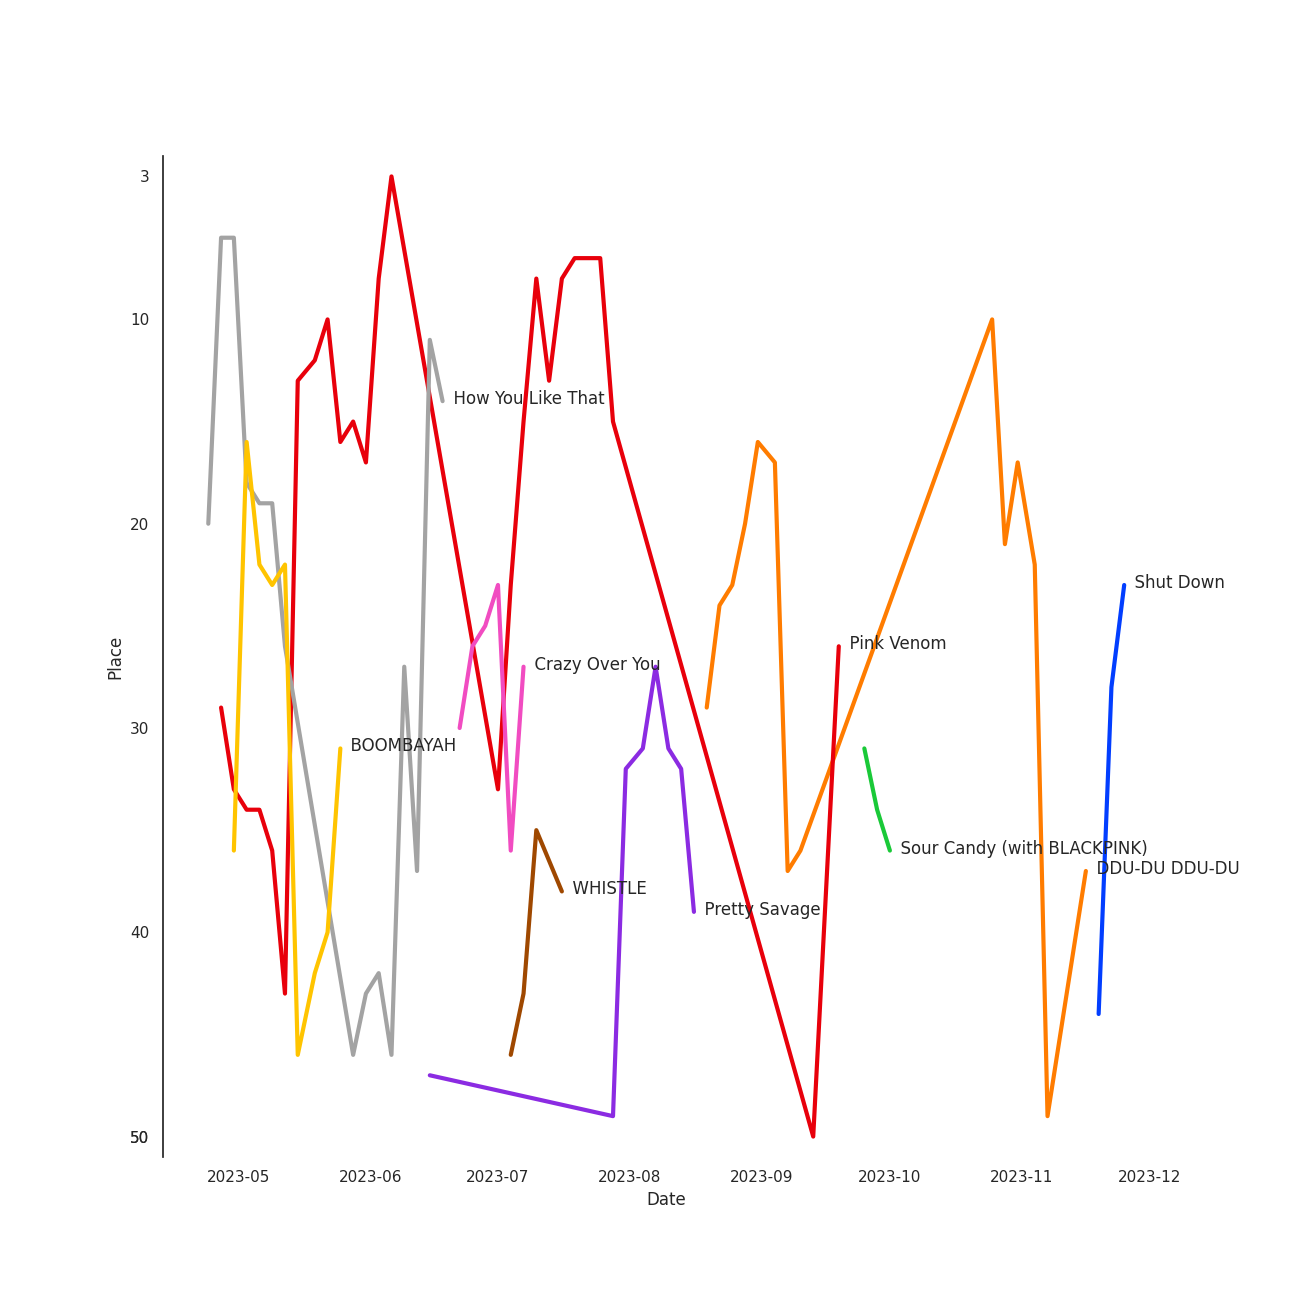 3
10
20
30
40
50
Place
How You Like That
Shut Down
Pink Venom
Crazy Over You
BOOMBAYAH
Sour Candy (with BLACKPINK)
DDU-DU DDU-DU
WHISTLE
Pretty Savage
2023-05 2023-06 2023-07 2023-08 2023-09 2023-10 2023-11 2023-12
Date